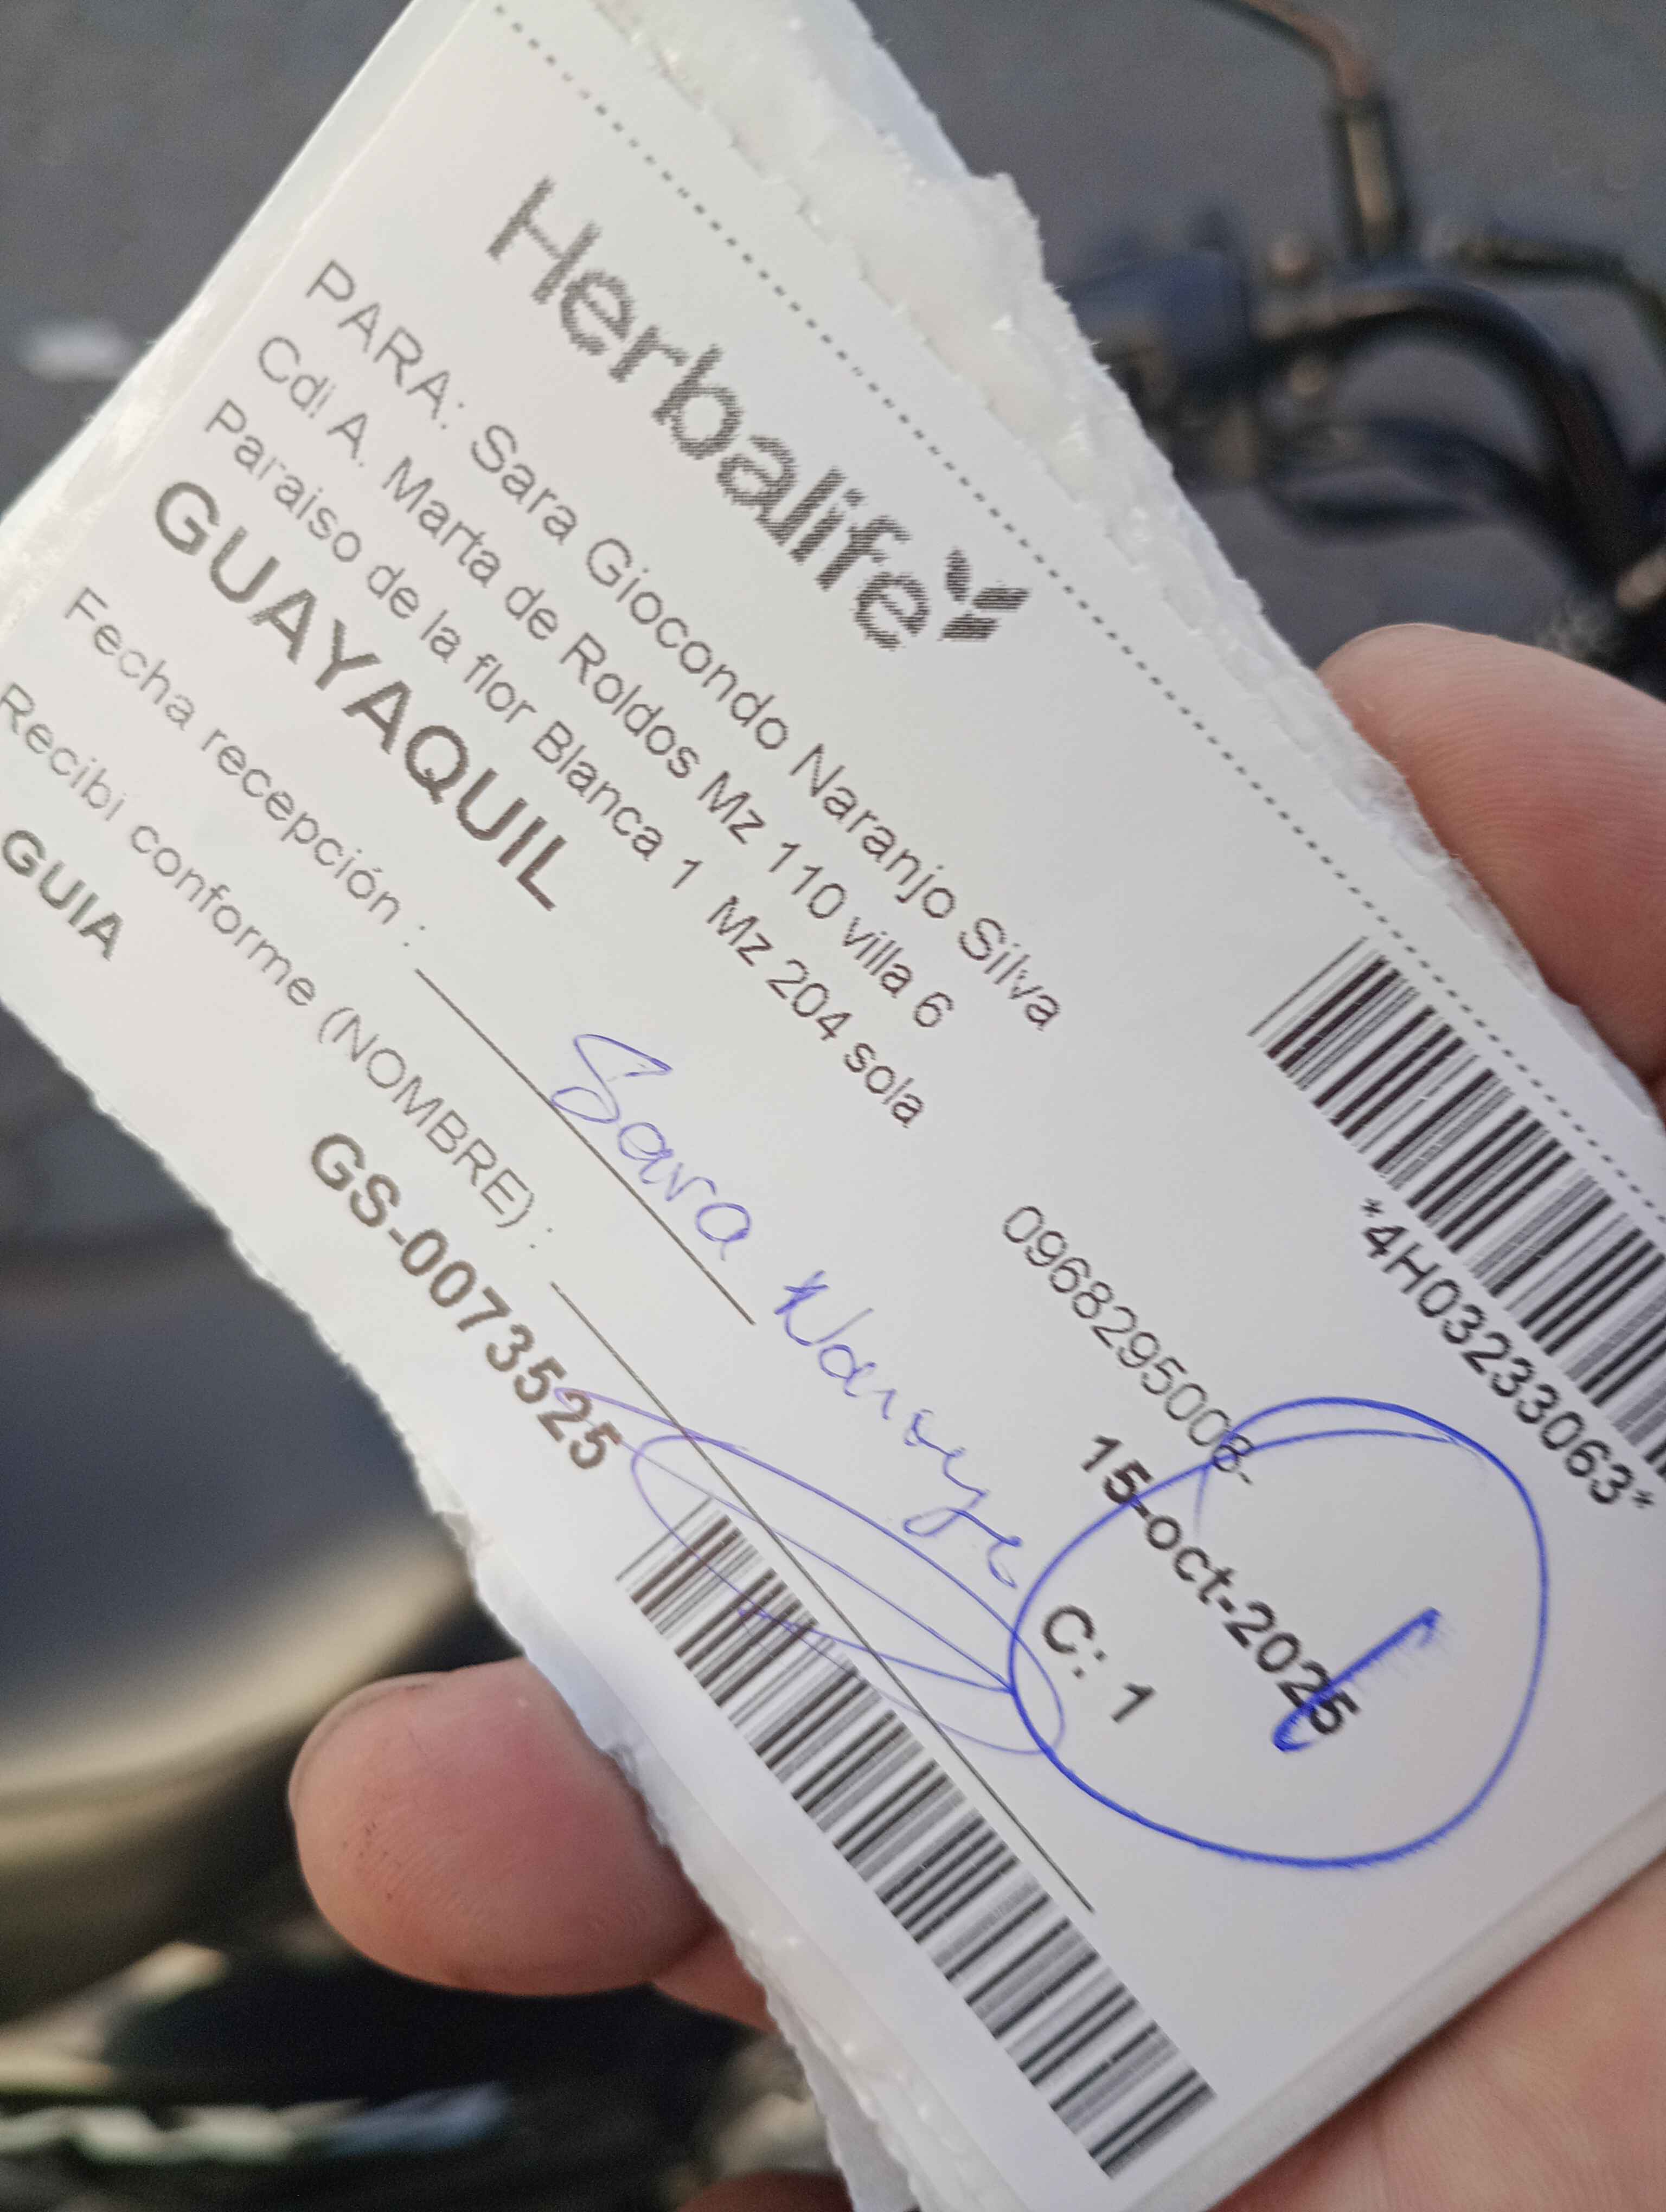 Herbalife
*4H03233063*
PARA: Sara Giocondo Naranjo Silva
Cdl A. Marta de Roldos Mz 110 villa 6
Paraiso de la flor Blanca 1 Mz 204 sola
0968295008-
GUAYAQUIL
15-oct-2025
Fecha recepción :
Sara Naranjo
C: 1
Recibi conforme (NOMBRE) :
GUIA GS-0073525